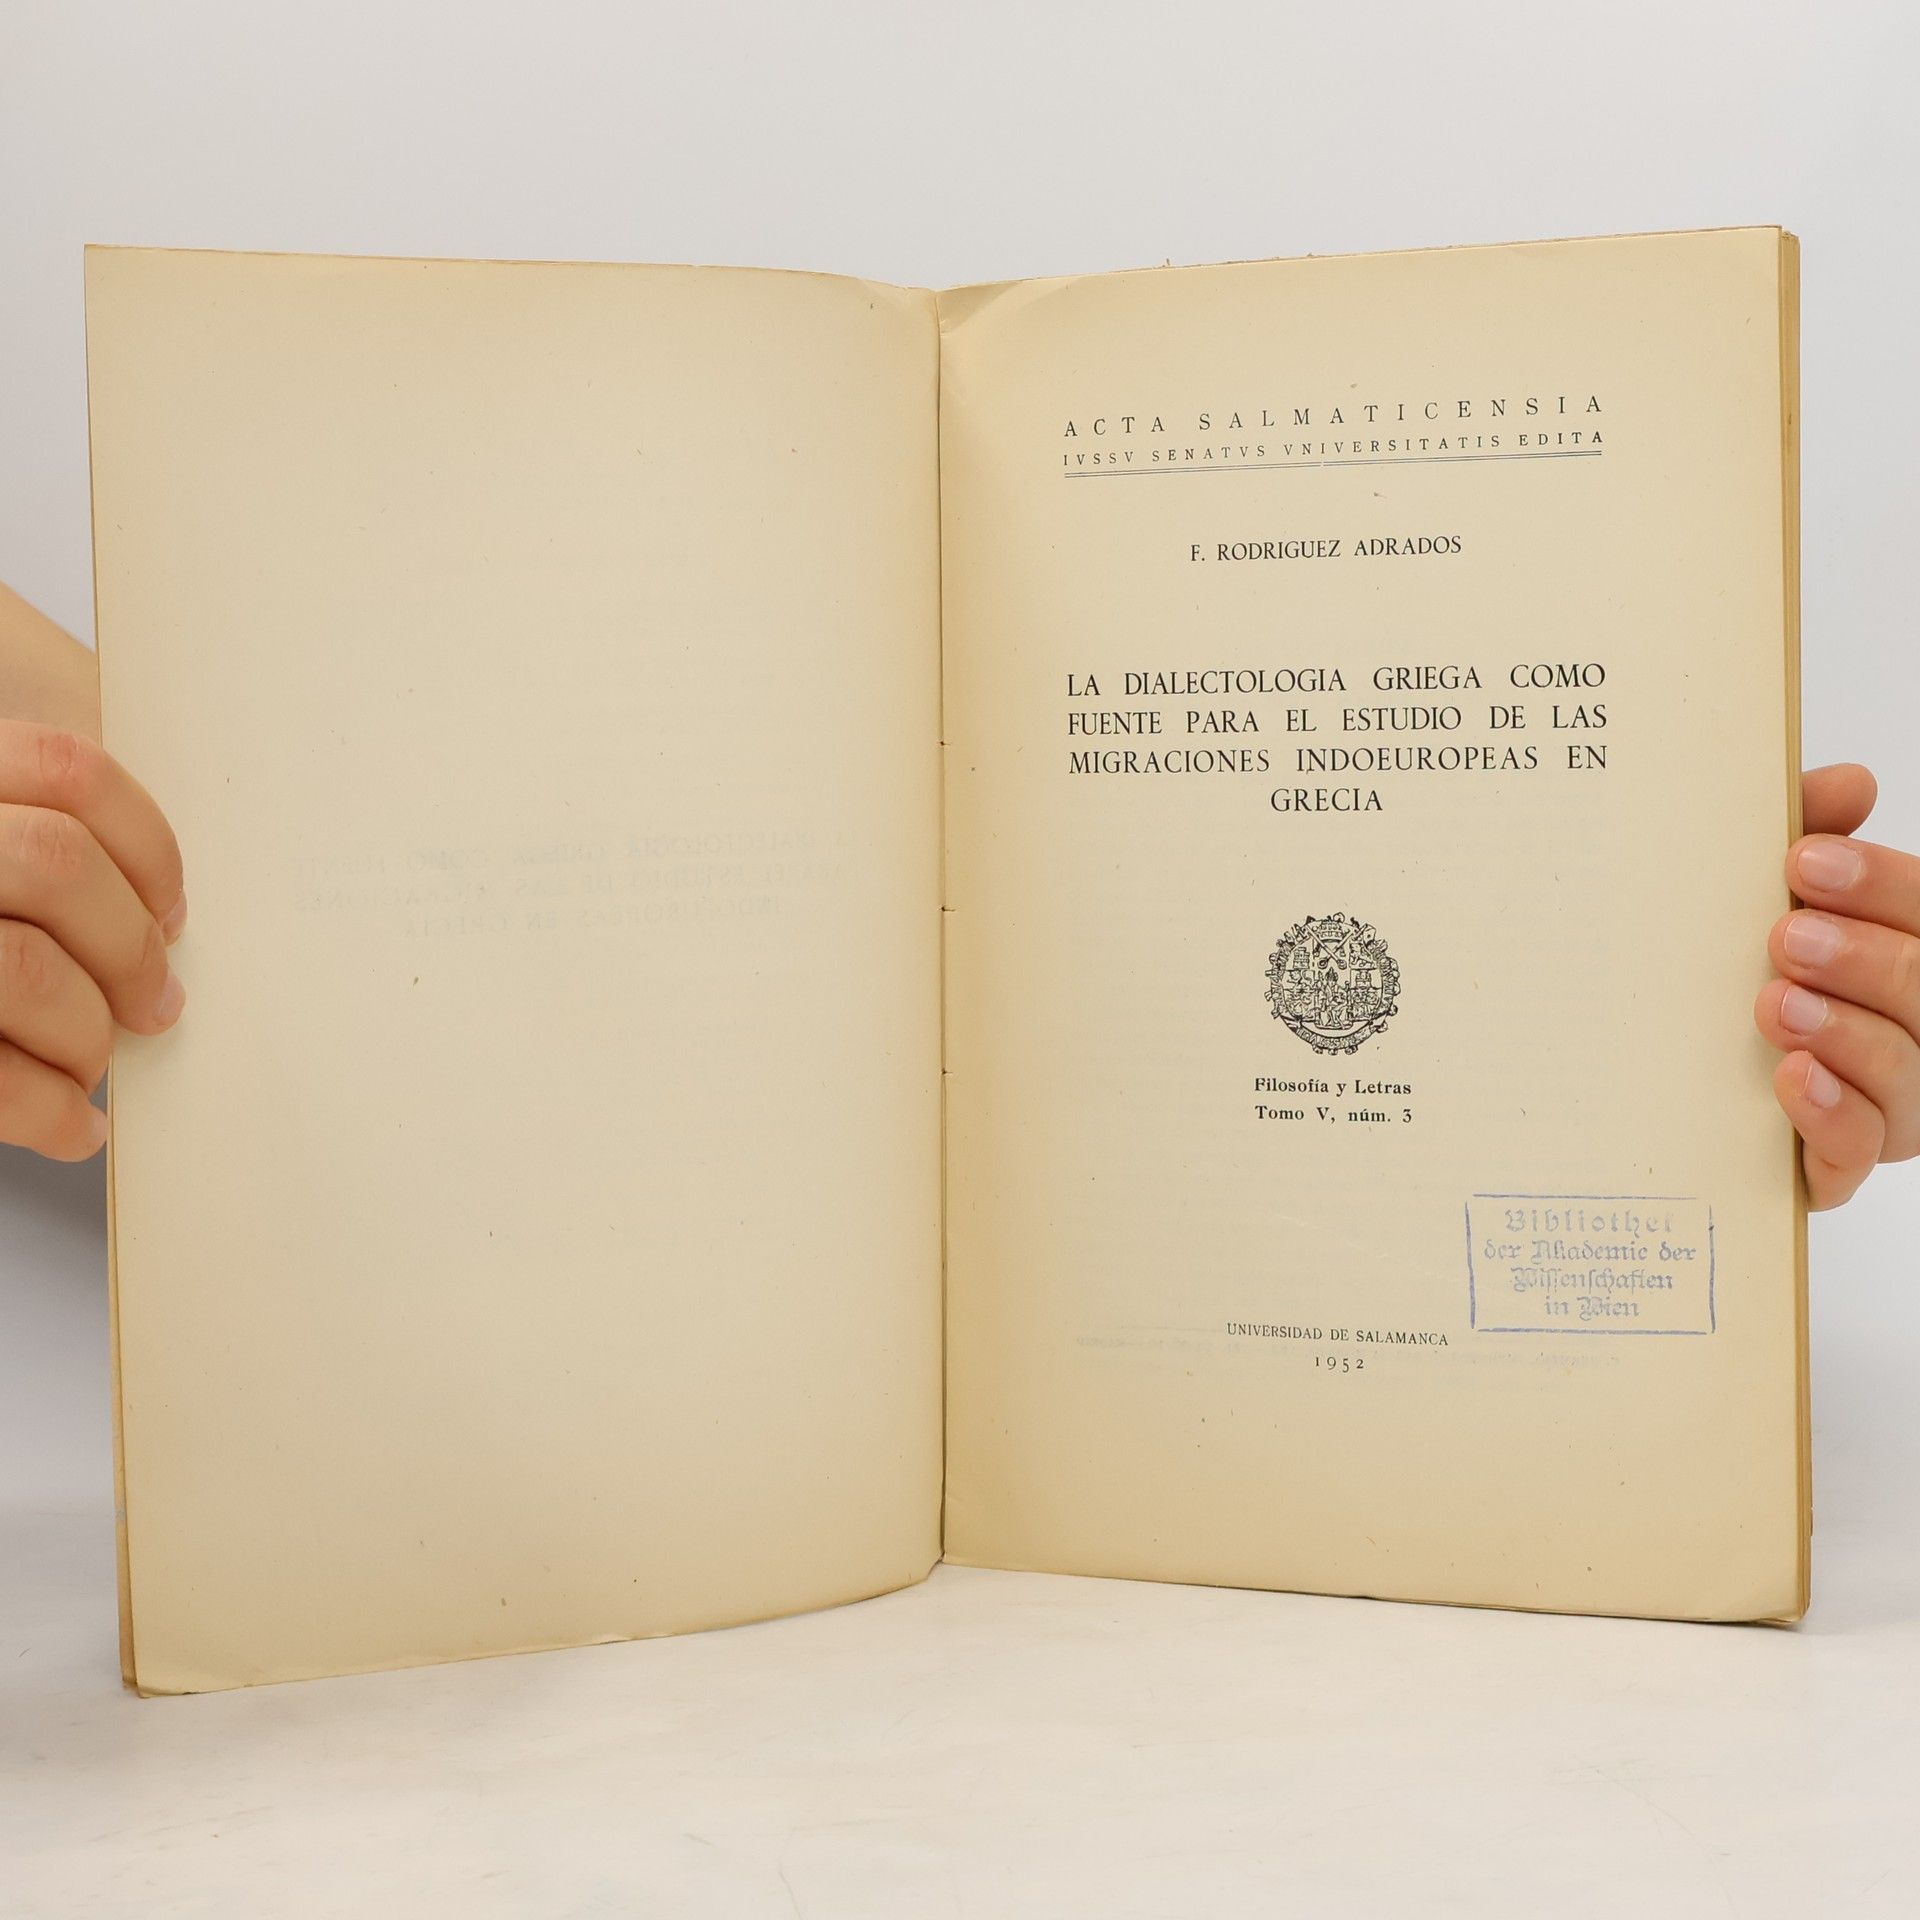 ACTA SALMATICENSIA
IVSSV SENATVS VNIVERSITATIS EDITA
F. RODRIGUEZ ADRADOS
LA DIALECTOLOGIA GRIEGA COMO
FUENTE PARA EL ESTUDIO DE LAS
MIGRACIONES INDOEUROPEAS EN
GRECIA
Filosofía y Letras
Tomo V, núm. 3
Bibliothek
der Akademie der
Wissenschaften
in Wien
UNIVERSIDAD DE SALAMANCA
1952